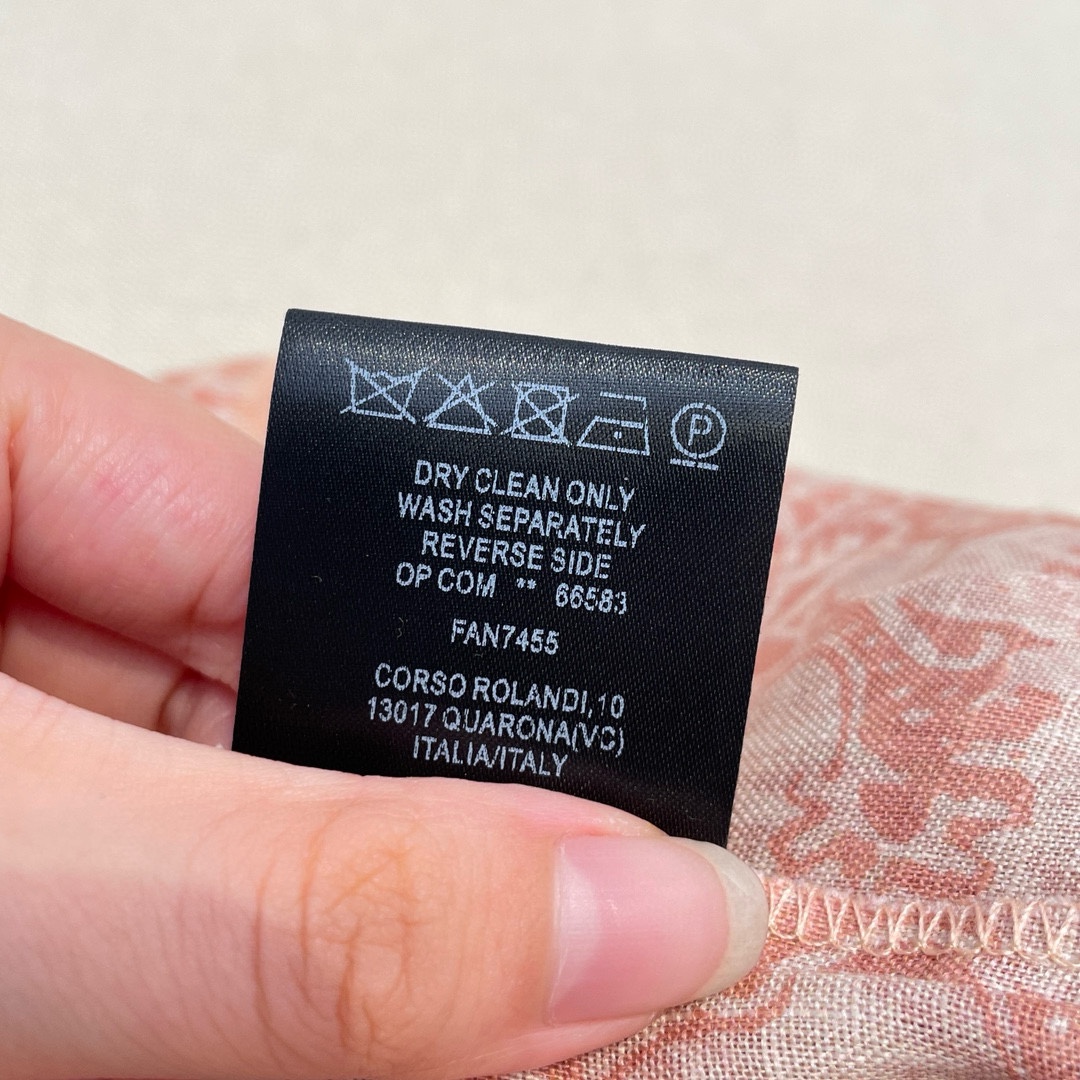 P
DRY CLEAN ONLY
WASH SEPARATELY
REVERSE SIDE
OP COM ** 66583
FAN7455
CORSO ROLANDI,10
13017 QUARONA(VC)
ITALIA/ITALY